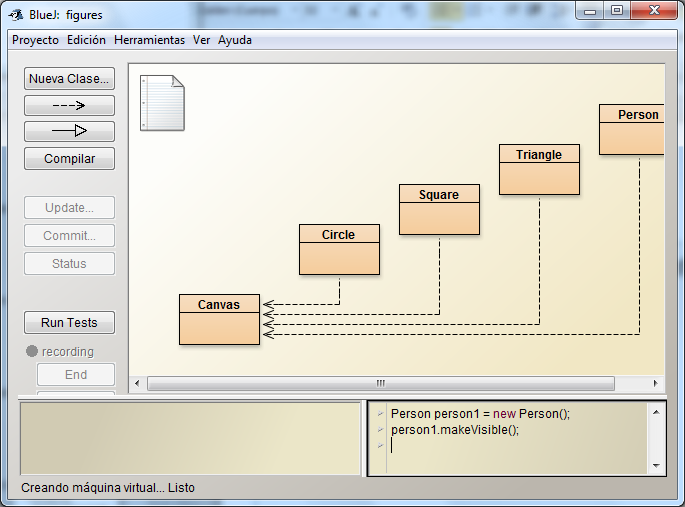 BlueJ: figures
Proyecto Edición Herramientas Ver Ayuda
Nueva Clase...
Compilar
Update...
Commit...
Status
Run Tests
recording
End
Person
Triangle
Square
Circle
Canvas
Person person1 = new Person();
person1.makeVisible();
Creando máquina virtual... Listo